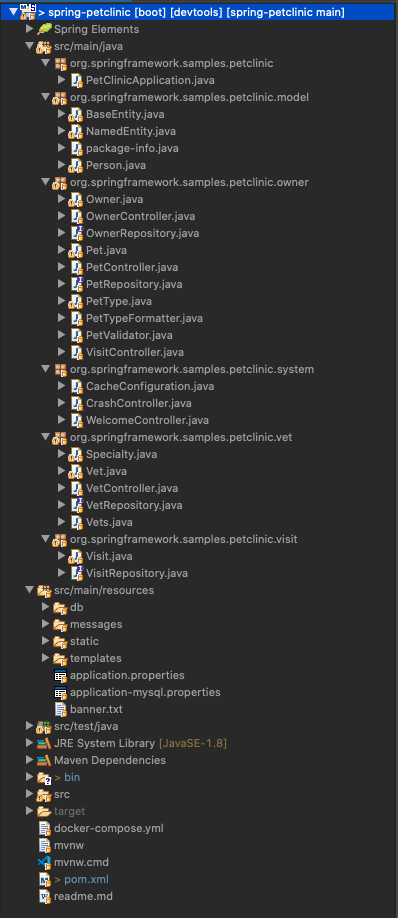 > spring-petclinic [boot] [devtools] [spring-petclinic main]
Spring Elements
src/main/java
org.springframework.samples.petclinic
PetClinicApplication.java
org.springframework.samples.petclinic.model
BaseEntity.java
NamedEntity.java
package-info.java
Person.java
org.springframework.samples.petclinic.owner
Owner.java
OwnerController.java
OwnerRepository.java
Pet.java
PetController.java
PetRepository.java
PetType.java
PetTypeFormatter.java
PetValidator.java
VisitController.java
org.springframework.samples.petclinic.system
CacheConfiguration.java
CrashController.java
WelcomeController.java
org.springframework.samples.petclinic.vet
Specialty.java
Vet.java
VetController.java
VetRepository.java
Vets.java
org.springframework.samples.petclinic.visit
Visit.java
VisitRepository.java
src/main/resources
db
messages
static
templates
application.properties
application-mysql.properties
banner.txt
src/test/java
JRE System Library [JavaSE-1.8]
Maven Dependencies
> bin
src
target
docker-compose.yml
mvnw
mvnw.cmd
> pom.xml
readme.md